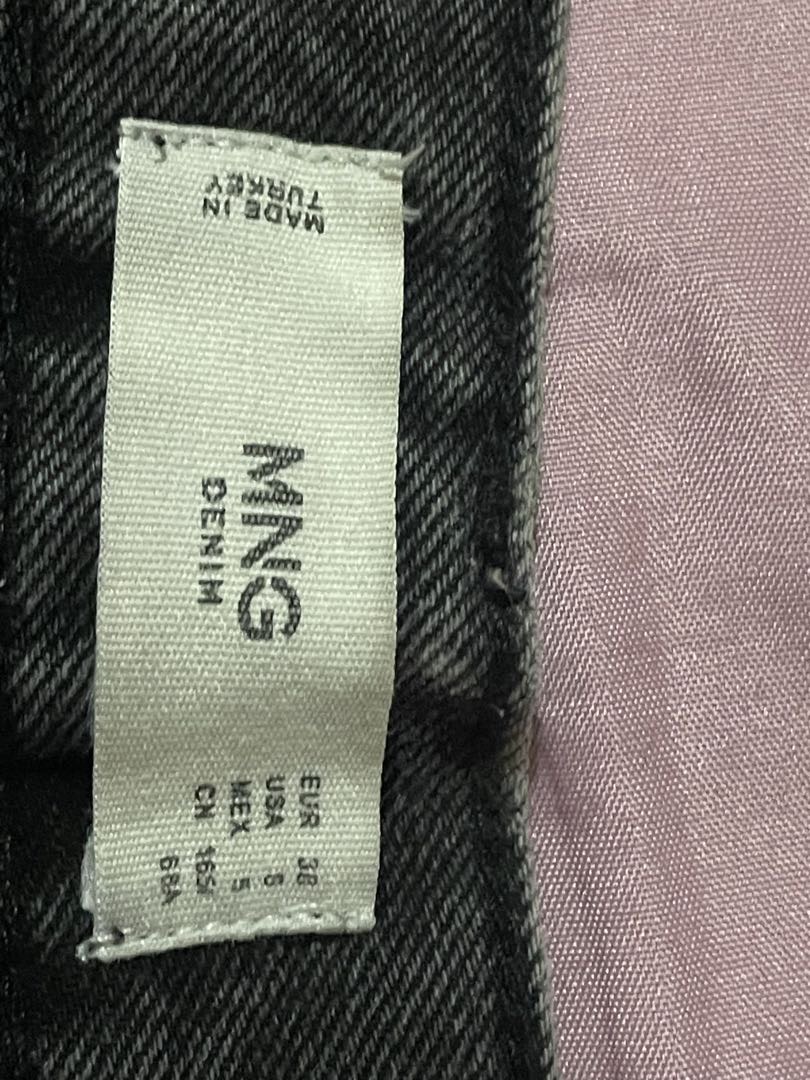 MNG
DENIM
EUR 38
USA 6
MEX 5
CN 165/
68A
MADE IN
TURKEY